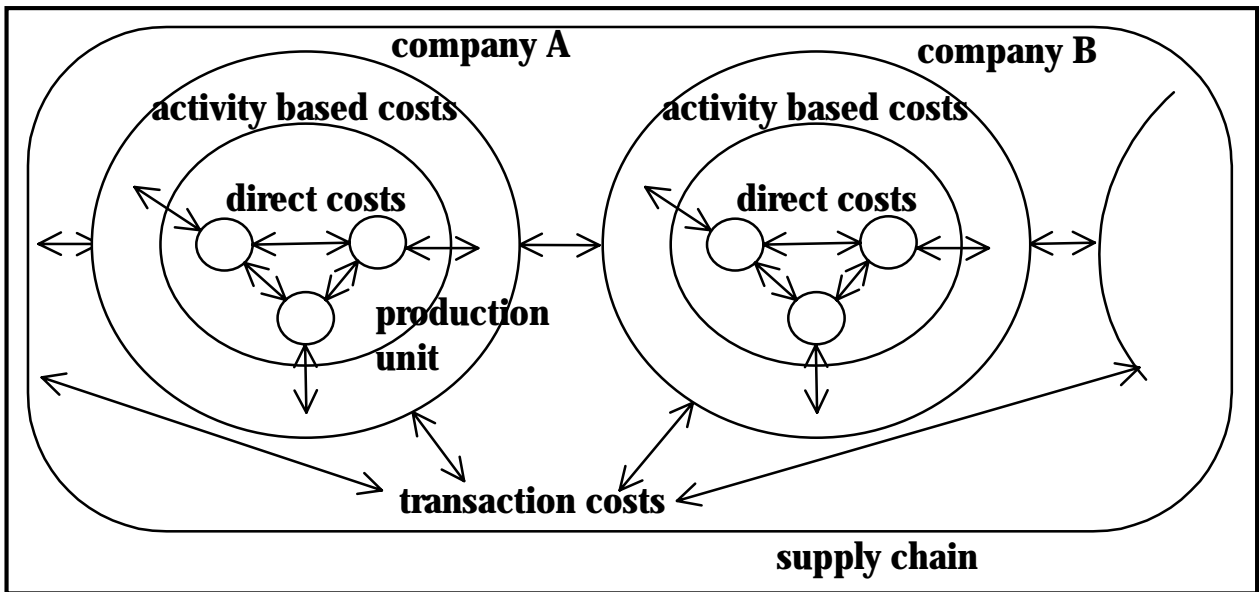 company A
company B
activity based costs
activity based costs
direct costs
direct costs
production
unit
transaction costs
supply chain